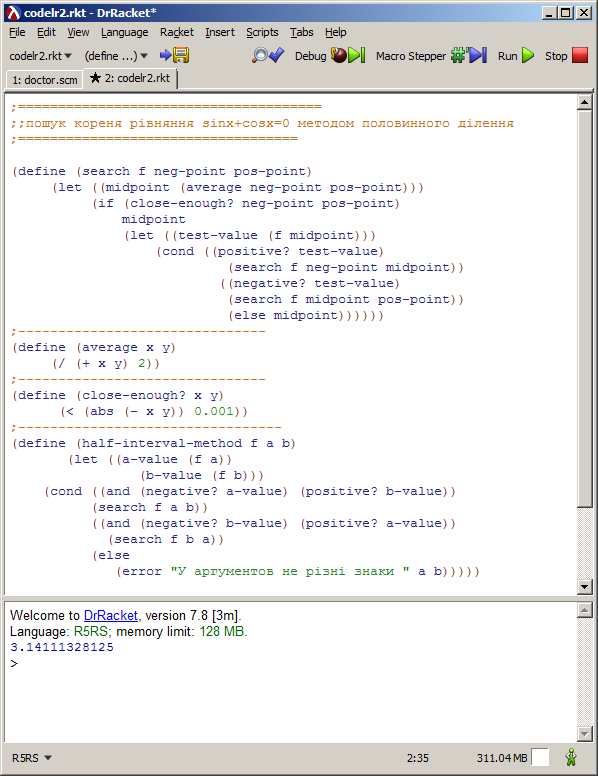 codelr2.rkt - DrRacket*
File Edit View Language Racket Insert Scripts Tabs Help
codelr2.rkt▼ (define ...)▼ Debug Macro Stepper Run Stop
1: doctor.scm ★ 2: codelr2.rkt
;======================================
;;пошук кореня рівняння sinx+cosx=0 методом половинного ділення
;===================================
(define (search f neg-point pos-point)
(let ((midpoint (average neg-point pos-point)))
(if (close-enough? neg-point pos-point)
midpoint
(let ((test-value (f midpoint)))
(cond ((positive? test-value)
(search f neg-point midpoint))
((negative? test-value)
(search f midpoint pos-point))
(else midpoint))))))
;-------------------------------
(define (average x y)
(/ (+ x y) 2))
;-------------------------------
(define (close-enough? x y)
(< (abs (- x y)) 0.001))
;---------------------------------
(define (half-interval-method f a b)
(let ((a-value (f a))
(b-value (f b)))
(cond ((and (negative? a-value) (positive? b-value))
(search f a b))
((and (negative? b-value) (positive? a-value))
(search f b a))
(else
(error "У аргументов не різні знаки " a b)))))
Welcome to DrRacket, version 7.8 [3m].
Language: R5RS; memory limit: 128 MB.
3.14111328125
>
R5RS▼ 2:35 311.04 MB